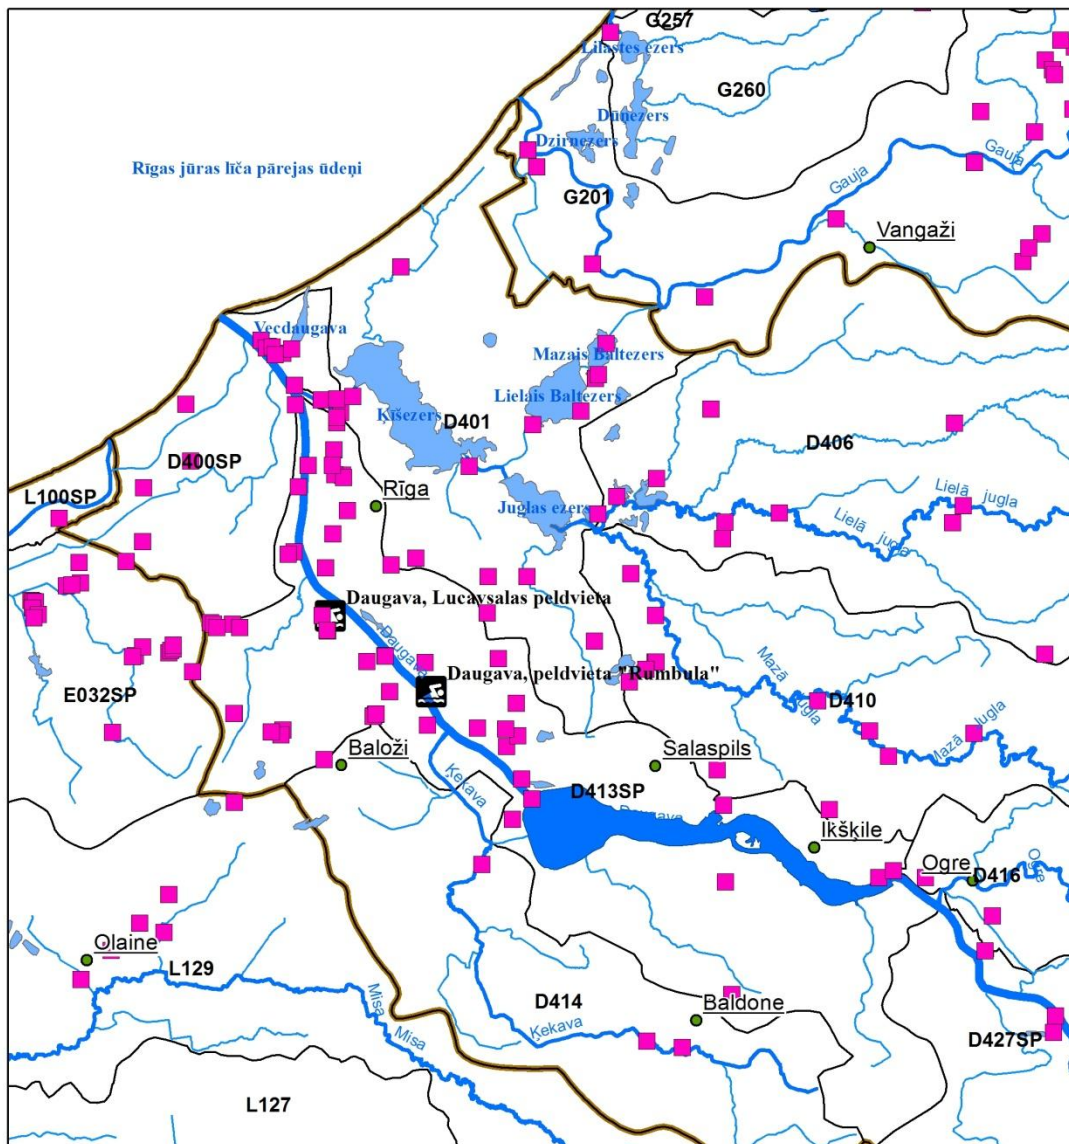 G257
Lilastes ezers
G260
Dūņezers
Dzirnezers
Gauja
Rīgas jūras līča pārejas ūdeņi
Gauja
G201
Vangaži
Vecdaugava
Mazais Baltezers
Lielais Baltezers
Ķīšezers
D401
D406
D400SP
L100SP
Rīga
Juglas ezers
Lielā jugla
Lielā jugla
Daugava, Lucavsalas peldvieta
Daugava
Daugava, peldvieta "Rumbula"
E032SP
Mazā Jugla
D410
Mazā Jugla
Baloži
Ķekava
Salaspils
D413SP
Daugava
Ikšķile
Ogre
D416
Ogre
Olaine
L129
Misa
Misa
D414
Baldone
Ķekava
D427SP
L127